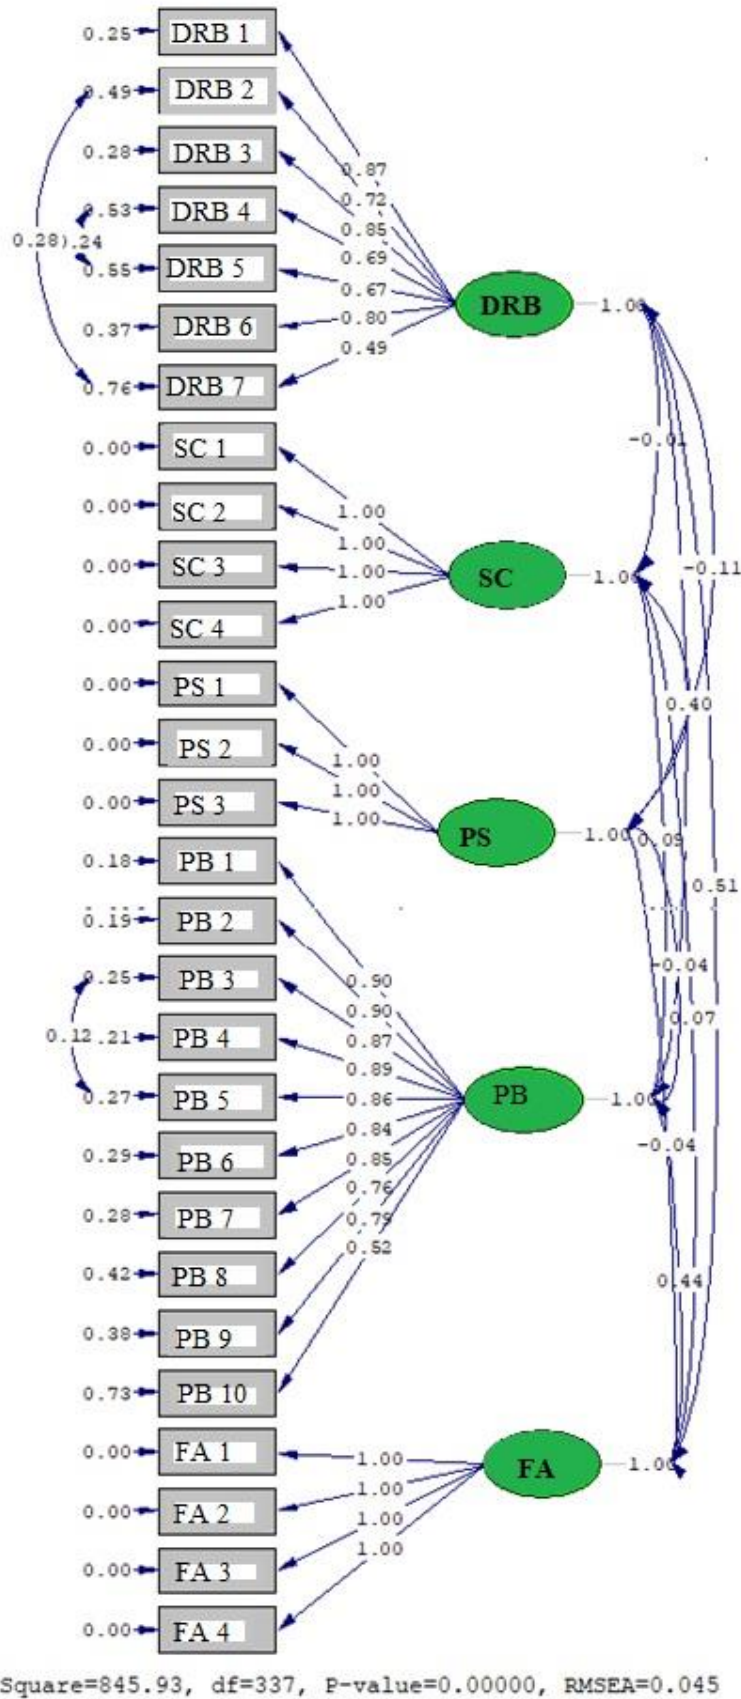 0.25 DRB 1
0.49 DRB 2
0.28 DRB 3
0.87
0.72
0.53 DRB 4
0.85
0.28 .24
0.69
0.55 DRB 5
0.67
DRB 1.00
0.37 DRB 6
0.80
0.49
0.76 DRB 7
-0.01
0.00 SC 1
0.00 SC 2
1.00
1.00
0.00 SC 3
1.00
SC 1.00
-0.11
1.00
0.00 SC 4
0.00 PS 1
0.40
0.00 PS 2
1.00
1.00
0.00 PS 3
1.00
PS 1.00 0.09
0.18 PB 1
0.51
0.19 PB 2
-0.04
0.25 PB 3
0.90
0.90
0.07
0.12 .21 PB 4
0.87
0.89
0.27 PB 5
0.86
PB 1.00
0.84
-0.04
0.29 PB 6
0.85
0.76
0.28 PB 7
0.79
0.52
0.42 PB 8
0.44
0.38 PB 9
0.73 PB 10
0.00 FA 1
1.00
FA 1.00
1.00
0.00 FA 2
1.00
1.00
0.00 FA 3
0.00 FA 4
Square=845.93, df=337, P-value=0.00000, RMSEA=0.045